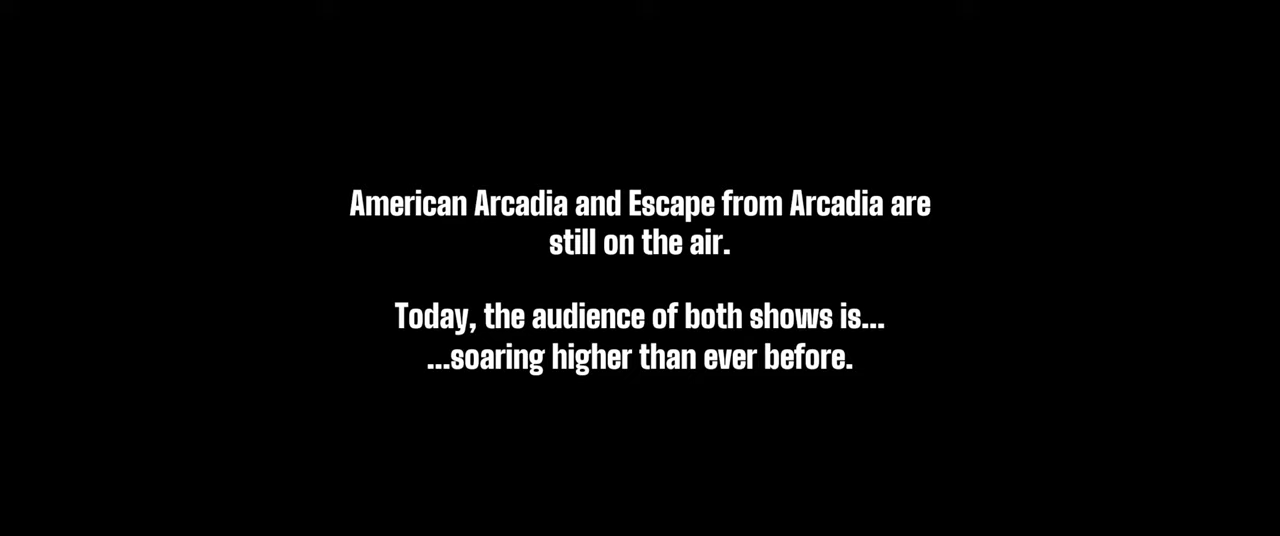 American Arcadia and Escape from Arcadia are
still on the air.
Today, the audience of both shows is...
...soaring higher than ever before.